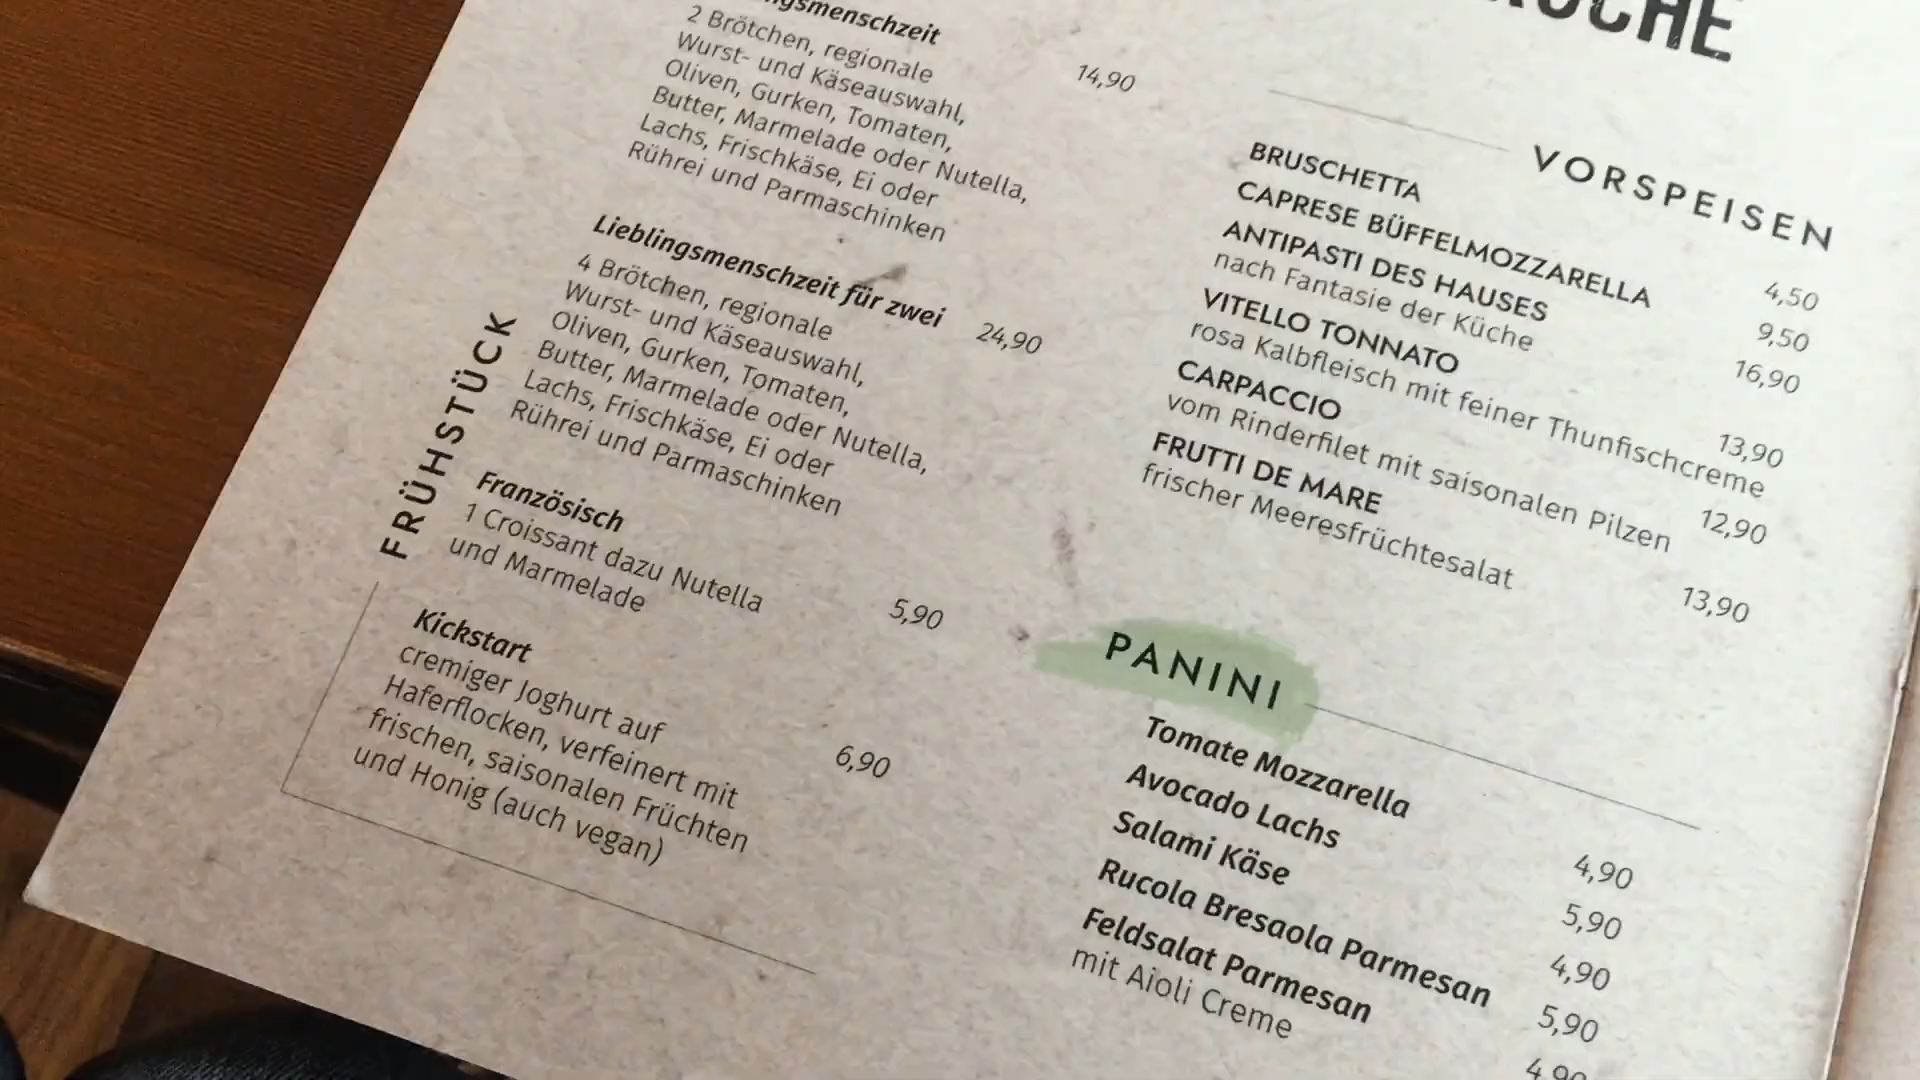 2 Brötchen, regionale
Wurst- und Käseauswahl,
Oliven, Gurken, Tomaten,
Butter, Marmelade oder Nutella,
Lachs, Frischkäse, Ei oder
Rührei und Parmaschinken
14,90
Lieblingsmenschzeit für zwei 24,90
4 Brötchen, regionale
Wurst- und Käseauswahl,
Oliven, Gurken, Tomaten,
Butter, Marmelade oder Nutella,
Lachs, Frischkäse, Ei oder
Rührei und Parmaschinken
FRÜHSTÜCK
Französisch
1 Croissant dazu Nutella
und Marmelade
5,90
Kickstart
cremiger Joghurt auf
Haferflocken, verfeinert mit
frischen, saisonalen Früchten
und Honig (auch vegan)
6,90
VORSPEISEN
BRUSCHETTA 4,50
CAPRESE BÜFFELMOZZARELLA 9,50
ANTIPASTI DES HAUSES 16,90
nach Fantasie der Küche
VITELLO TONNATO 13,90
rosa Kalbfleisch mit feiner Thunfischcreme
CARPACCIO 12,90
vom Rinderfilet mit saisonalen Pilzen
FRUTTI DE MARE 13,90
frischer Meeresfrüchtesalat
PANINI
Tomate Mozzarella 4,90
Avocado Lachs 5,90
Salami Käse 4,90
Rucola Bresaola Parmesan 5,90
Feldsalat Parmesan 4,90
mit Aioli Creme